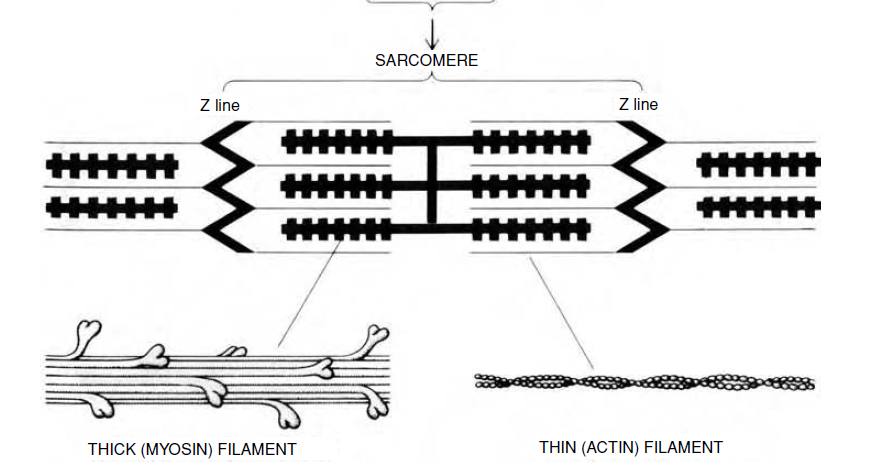 SARCOMERE
Z line
Z line
THICK (MYOSIN) FILAMENT
THIN (ACTIN) FILAMENT